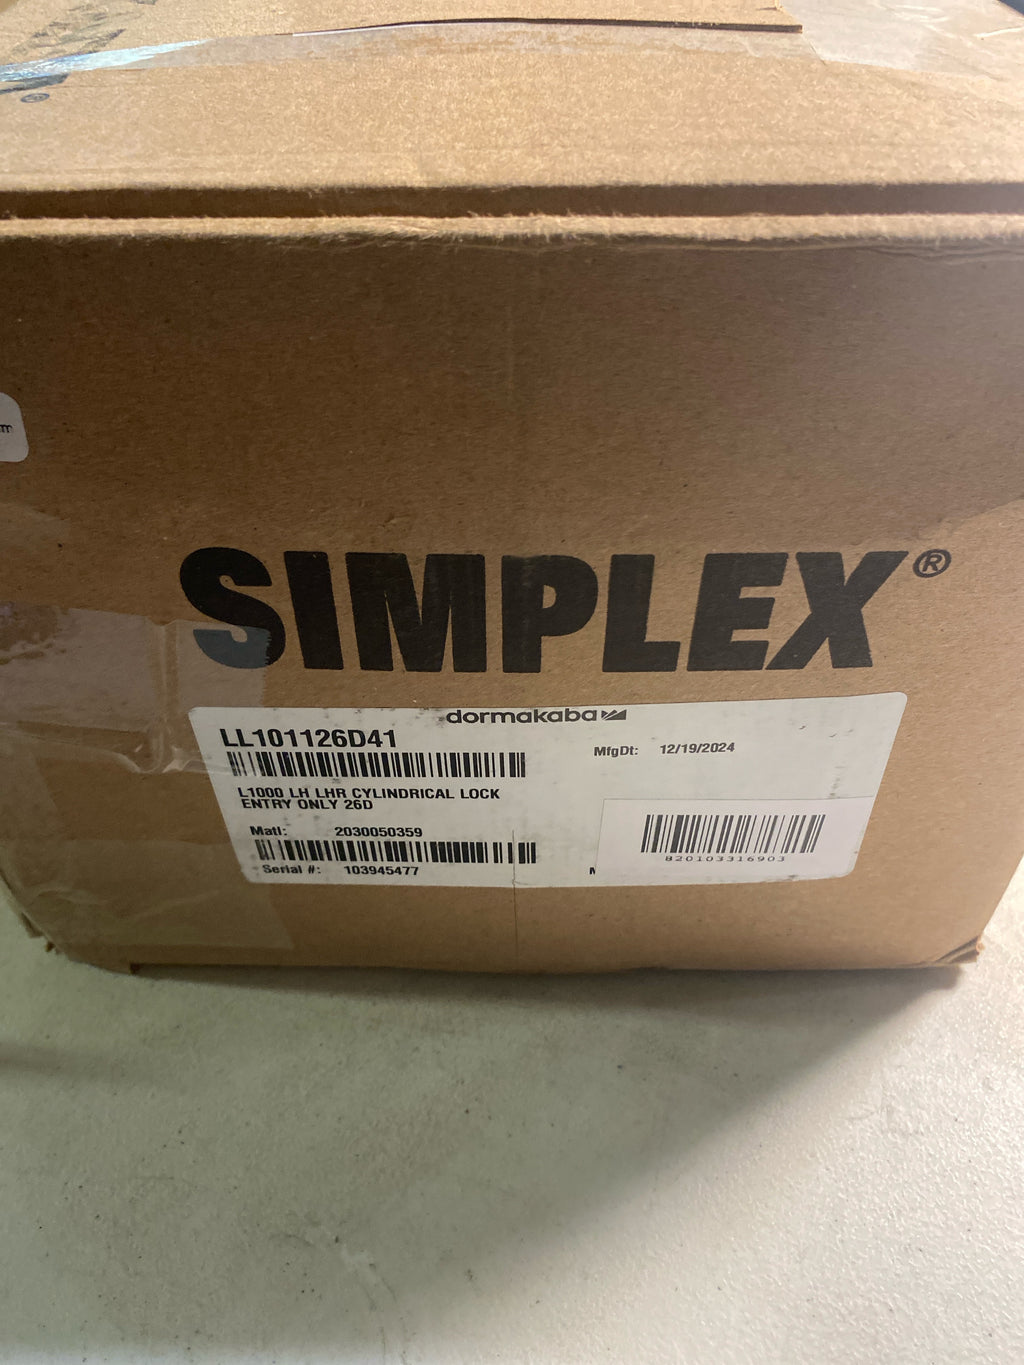 SIMPLEX®
dormakaba
LL101126D41
MfgDt: 12/19/2024
L1000 LH LHR CYLINDRICAL LOCK
ENTRY ONLY 26D
Matl: 2030050359
820103316903
Serial #: 103945477